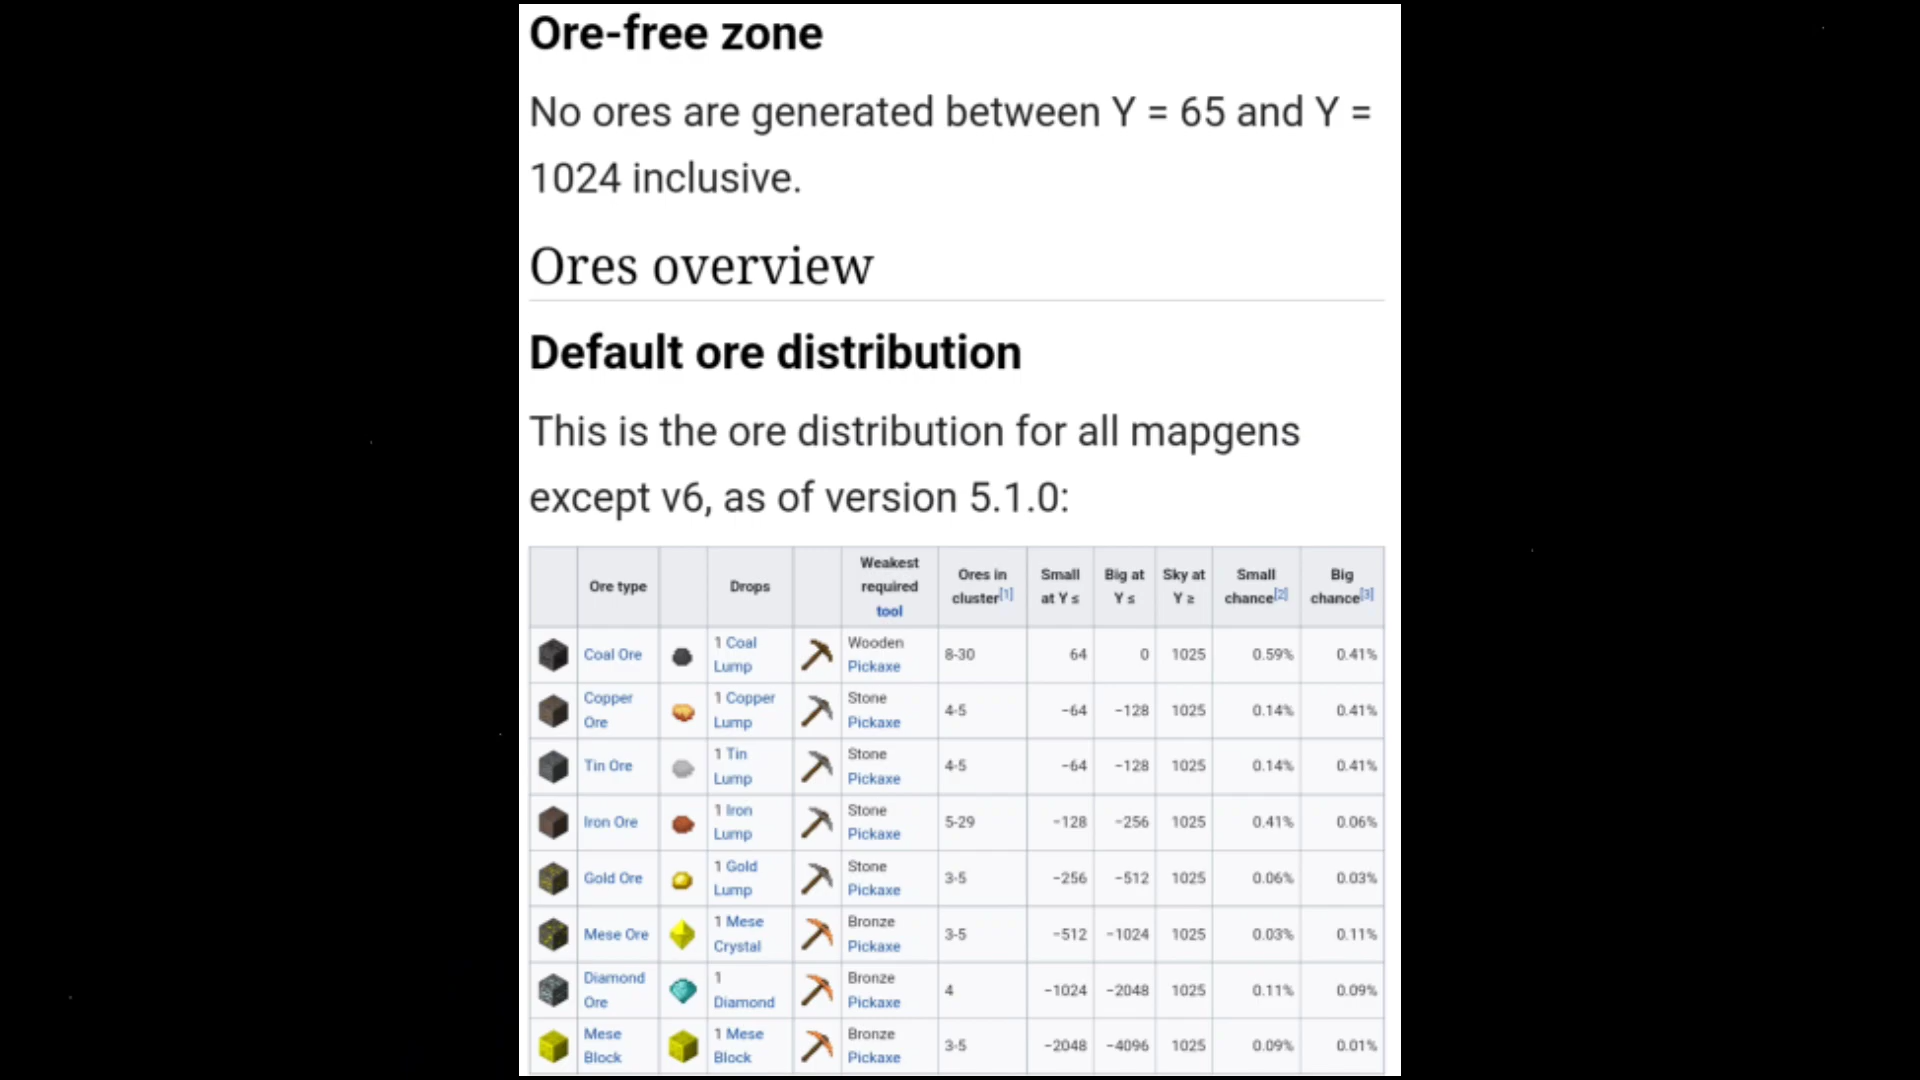 Ore-free zone
No ores are generated between Y = 65 and Y =
1024 inclusive.
Ores overview
Default ore distribution
This is the ore distribution for all mapgens
except v6, as of version 5.1.0:
Ore type Drops Weakest required tool Ores in cluster[1] Small at Y ≤ Big at Y ≤ Sky at Y ≥ Small chance[2] Big chance[3]
Coal Ore 1 Coal Lump Wooden Pickaxe 8-30 64 0 1025 0.59% 0.41%
Copper Ore 1 Copper Lump Stone Pickaxe 4-5 −64 −128 1025 0.14% 0.41%
Tin Ore 1 Tin Lump Stone Pickaxe 4-5 −64 −128 1025 0.14% 0.41%
Iron Ore 1 Iron Lump Stone Pickaxe 5-29 −128 −256 1025 0.41% 0.06%
Gold Ore 1 Gold Lump Stone Pickaxe 3-5 −256 −512 1025 0.06% 0.03%
Mese Ore 1 Mese Crystal Bronze Pickaxe 3-5 −512 −1024 1025 0.03% 0.11%
Diamond Ore 1 Diamond Bronze Pickaxe 4 −1024 −2048 1025 0.11% 0.09%
Mese Block 1 Mese Block Bronze Pickaxe 3-5 −2048 −4096 1025 0.09% 0.01%